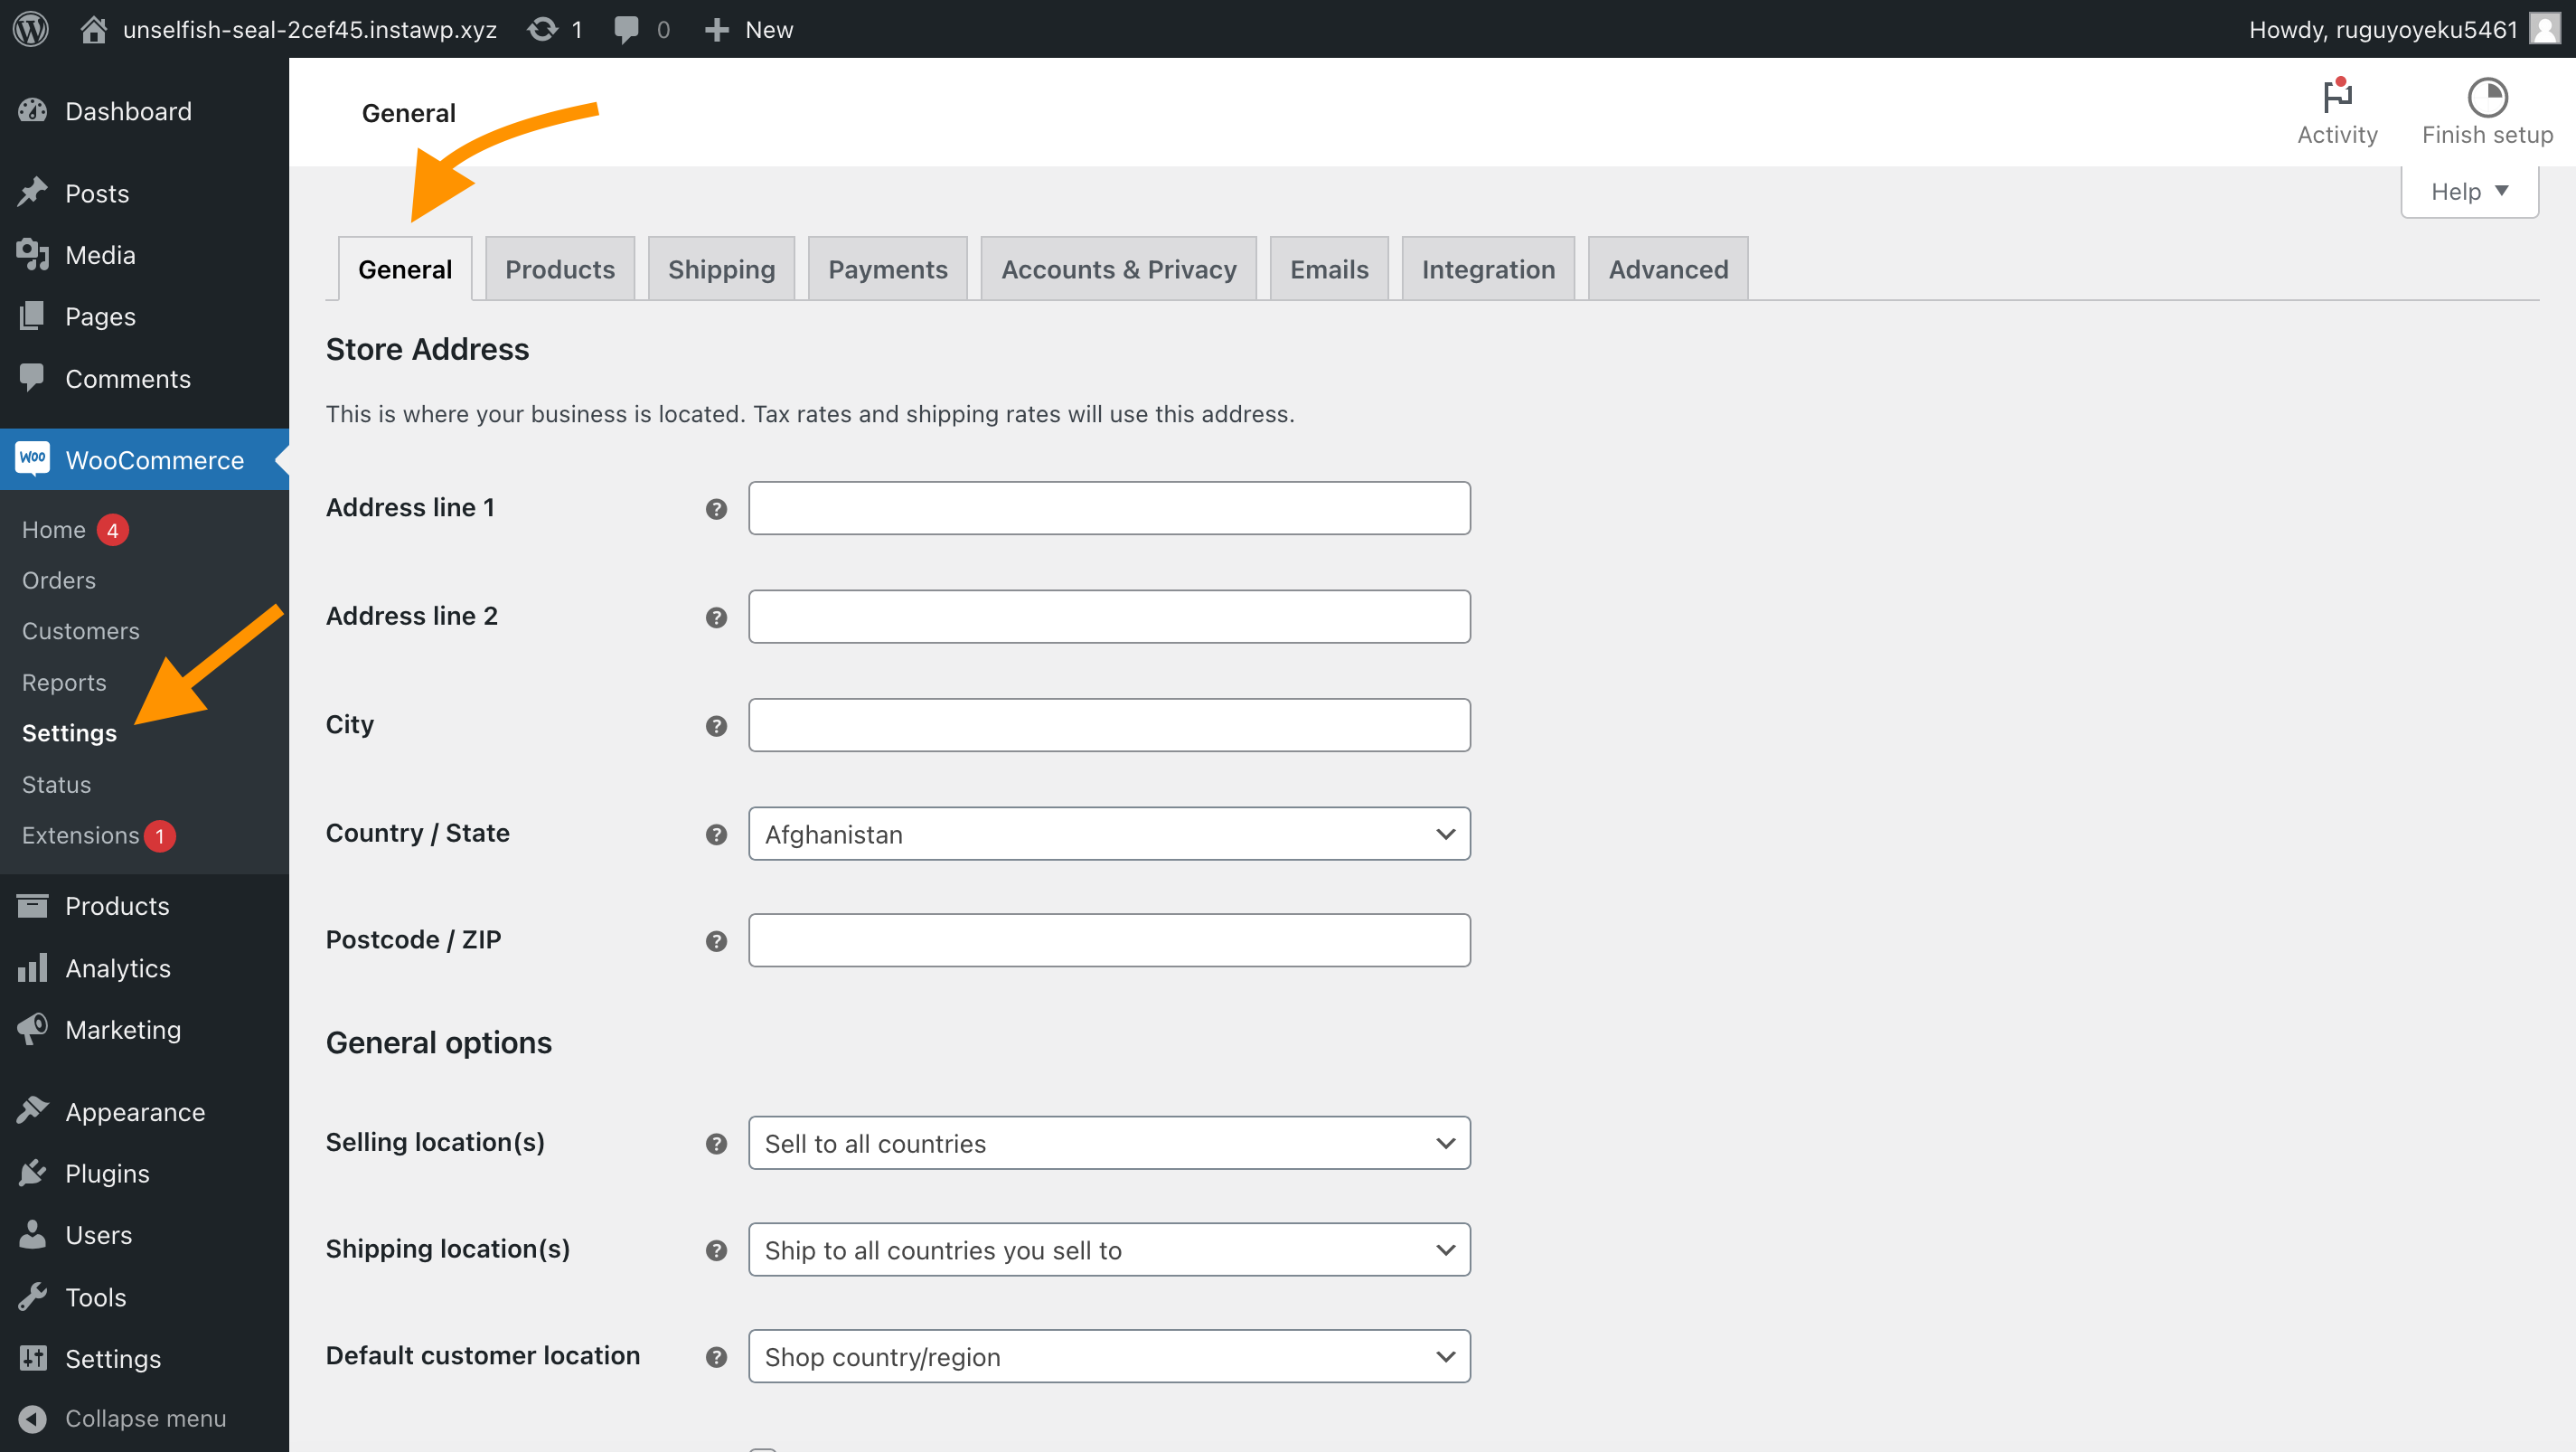 unselfish-seal-2cef45.instawp.xyz 1 0 New Howdy, ruguyoyeku5461
Dashboard
Posts
Media
Pages
Comments
Woo WooCommerce
Home 4
Orders
Customers
Reports
Settings
Status
Extensions 1
Products
Analytics
Marketing
Appearance
Plugins
Users
Tools
Settings
Collapse menu
General
Activity
Finish setup
Help
General Products Shipping Payments Accounts & Privacy Emails Integration Advanced
Store Address
This is where your business is located. Tax rates and shipping rates will use this address.
Address line 1 ?
Address line 2 ?
City ?
Country / State ? Afghanistan
Postcode / ZIP ?
General options
Selling location(s) ? Sell to all countries
Shipping location(s) ? Ship to all countries you sell to
Default customer location ? Shop country/region